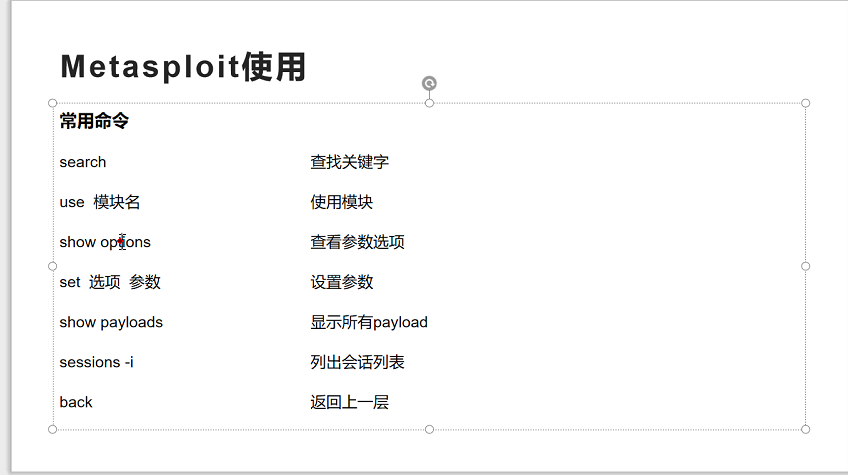 Metasploit使用
常用命令
search 查找关键字
use 模块名 使用模块
show options 查看参数选项
set 选项 参数 设置参数
show payloads 显示所有payload
sessions -i 列出会话列表
back 返回上一层